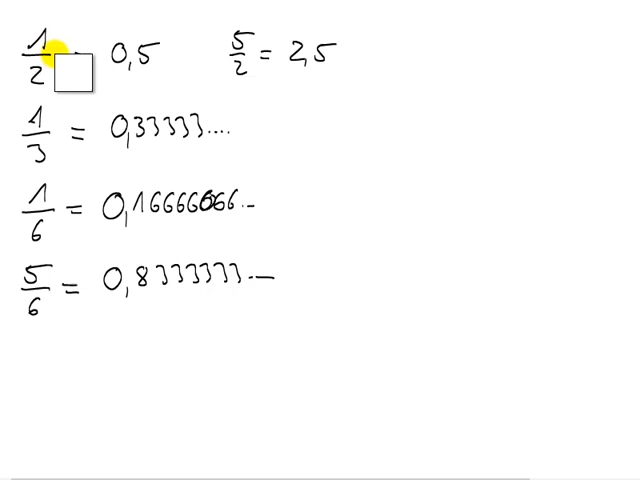 1/2 = 0,5 5/2 = 2,5
1/3 = 0,33333....
1/6 = 0,16666666..–
5/6 = 0,8333333..–